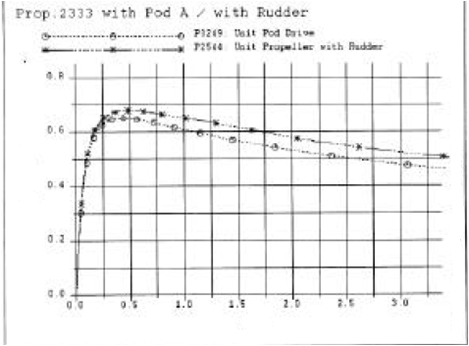 Prop.2333 with Pod A / with Rudder
P1249: Unit Pod Drive
P2544: Unit Propeller with Rudder
0.8
0.6
0.4
0.2
0.0
0.0 0.5 1.0 1.5 2.0 2.5 3.0